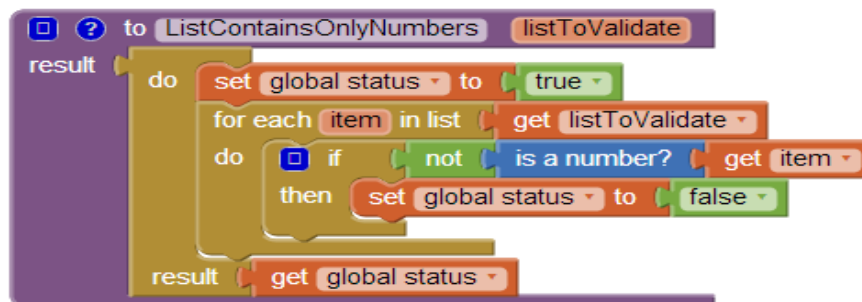 ? to ListContainsOnlyNumbers listToValidate
result
do set global status to true
for each item in list get listToValidate
do if not is a number? get item
then set global status to false
result get global status